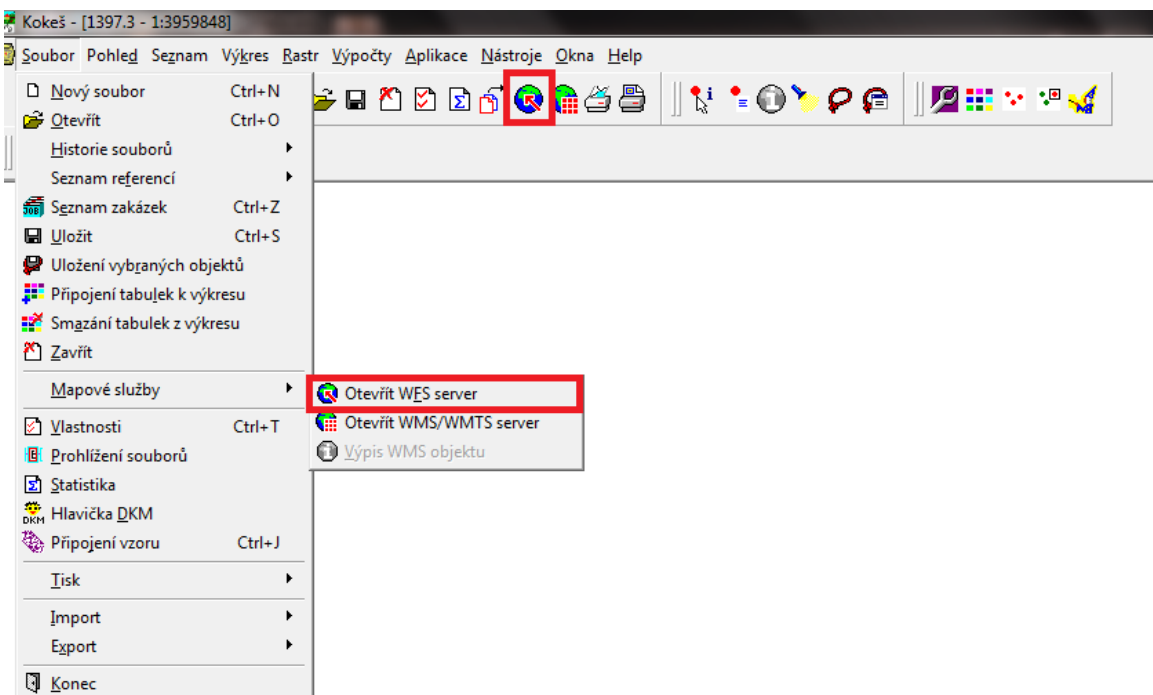 Kokeš - [1397.3 - 1:3959848]
Soubor Pohled Seznam Výkres Rastr Výpočty Aplikace Nástroje Okna Help
Nový soubor Ctrl+N
Otevřít Ctrl+O
Historie souborů
Seznam referencí
Seznam zakázek Ctrl+Z
Uložit Ctrl+S
Uložení vybraných objektů
Připojení tabulek k výkresu
Smazání tabulek z výkresu
Zavřít
Mapové služby
Otevřít WFS server
Otevřít WMS/WMTS server
Výpis WMS objektu
Vlastnosti Ctrl+T
Prohlížení souborů
Statistika
Hlavička DKM
Připojení vzoru Ctrl+J
Tisk
Import
Export
Konec